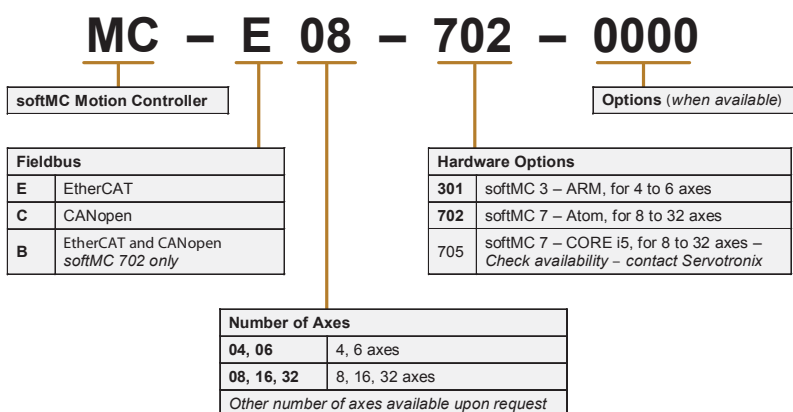 MC – E 08 – 702 – 0000
softMC Motion Controller
Options (when available)
Fieldbus
E EtherCAT
C CANopen
B EtherCAT and CANopen
softMC 702 only
Hardware Options
301 softMC 3 – ARM, for 4 to 6 axes
702 softMC 7 – Atom, for 8 to 32 axes
705 softMC 7 – CORE i5, for 8 to 32 axes –
Check availability – contact Servotronix
Number of Axes
04, 06 4, 6 axes
08, 16, 32 8, 16, 32 axes
Other number of axes available upon request